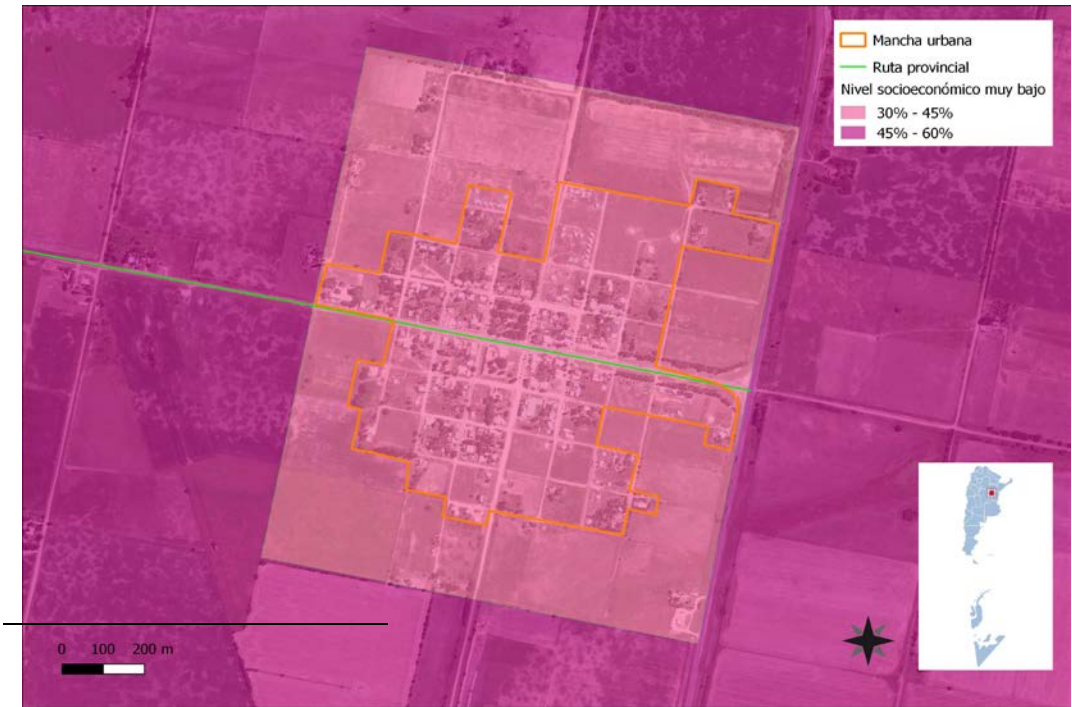 Mancha urbana
Ruta provincial
Nivel socioeconómico muy bajo
30% - 45%
45% - 60%
0 100 200 m